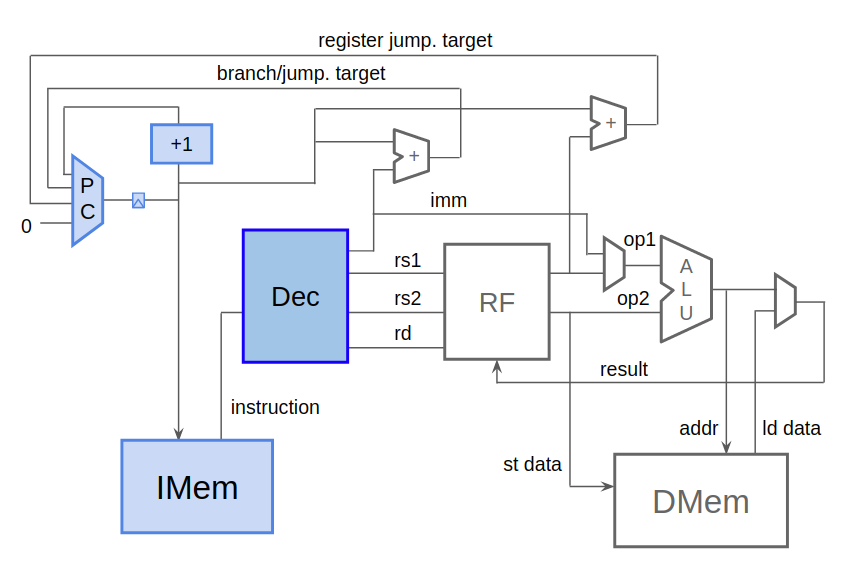 register jump. target
branch/jump. target
+1
+
+
P
C
0
imm
Dec
rs1
rs2
rd
RF
op1
op2
A
L
U
result
instruction
addr
ld data
st data
IMem
DMem